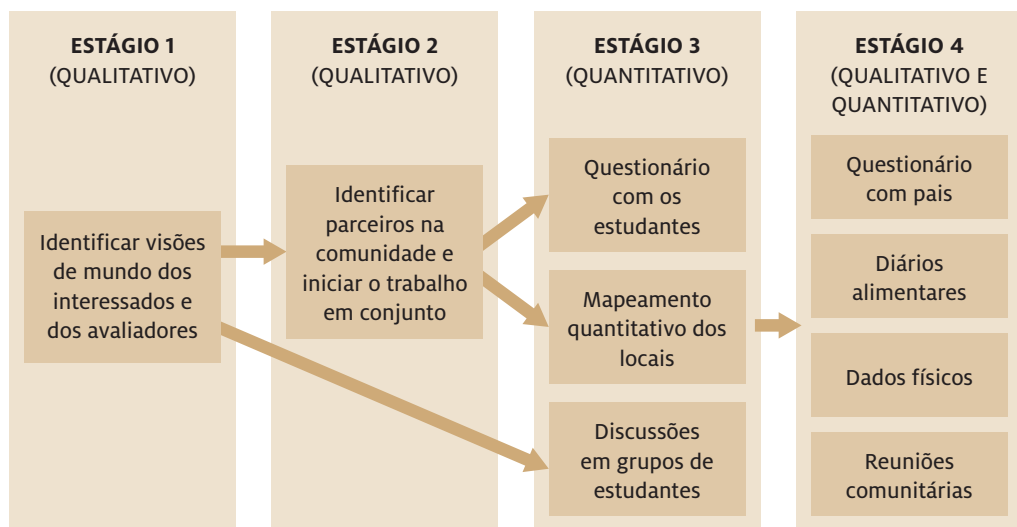 ESTÁGIO 1
(QUALITATIVO)
Identificar visões
de mundo dos
interessados e
dos avaliadores
ESTÁGIO 2
(QUALITATIVO)
Identificar
parceiros na
comunidade e
iniciar o trabalho
em conjunto
ESTÁGIO 3
(QUANTITATIVO)
Questionário
com os
estudantes
Mapeamento
quantitativo dos
locais
Discussões
em grupos de
estudantes
ESTÁGIO 4
(QUALITATIVO E
QUANTITATIVO)
Questionário
com pais
Diários
alimentares
Dados físicos
Reuniões
comunitárias